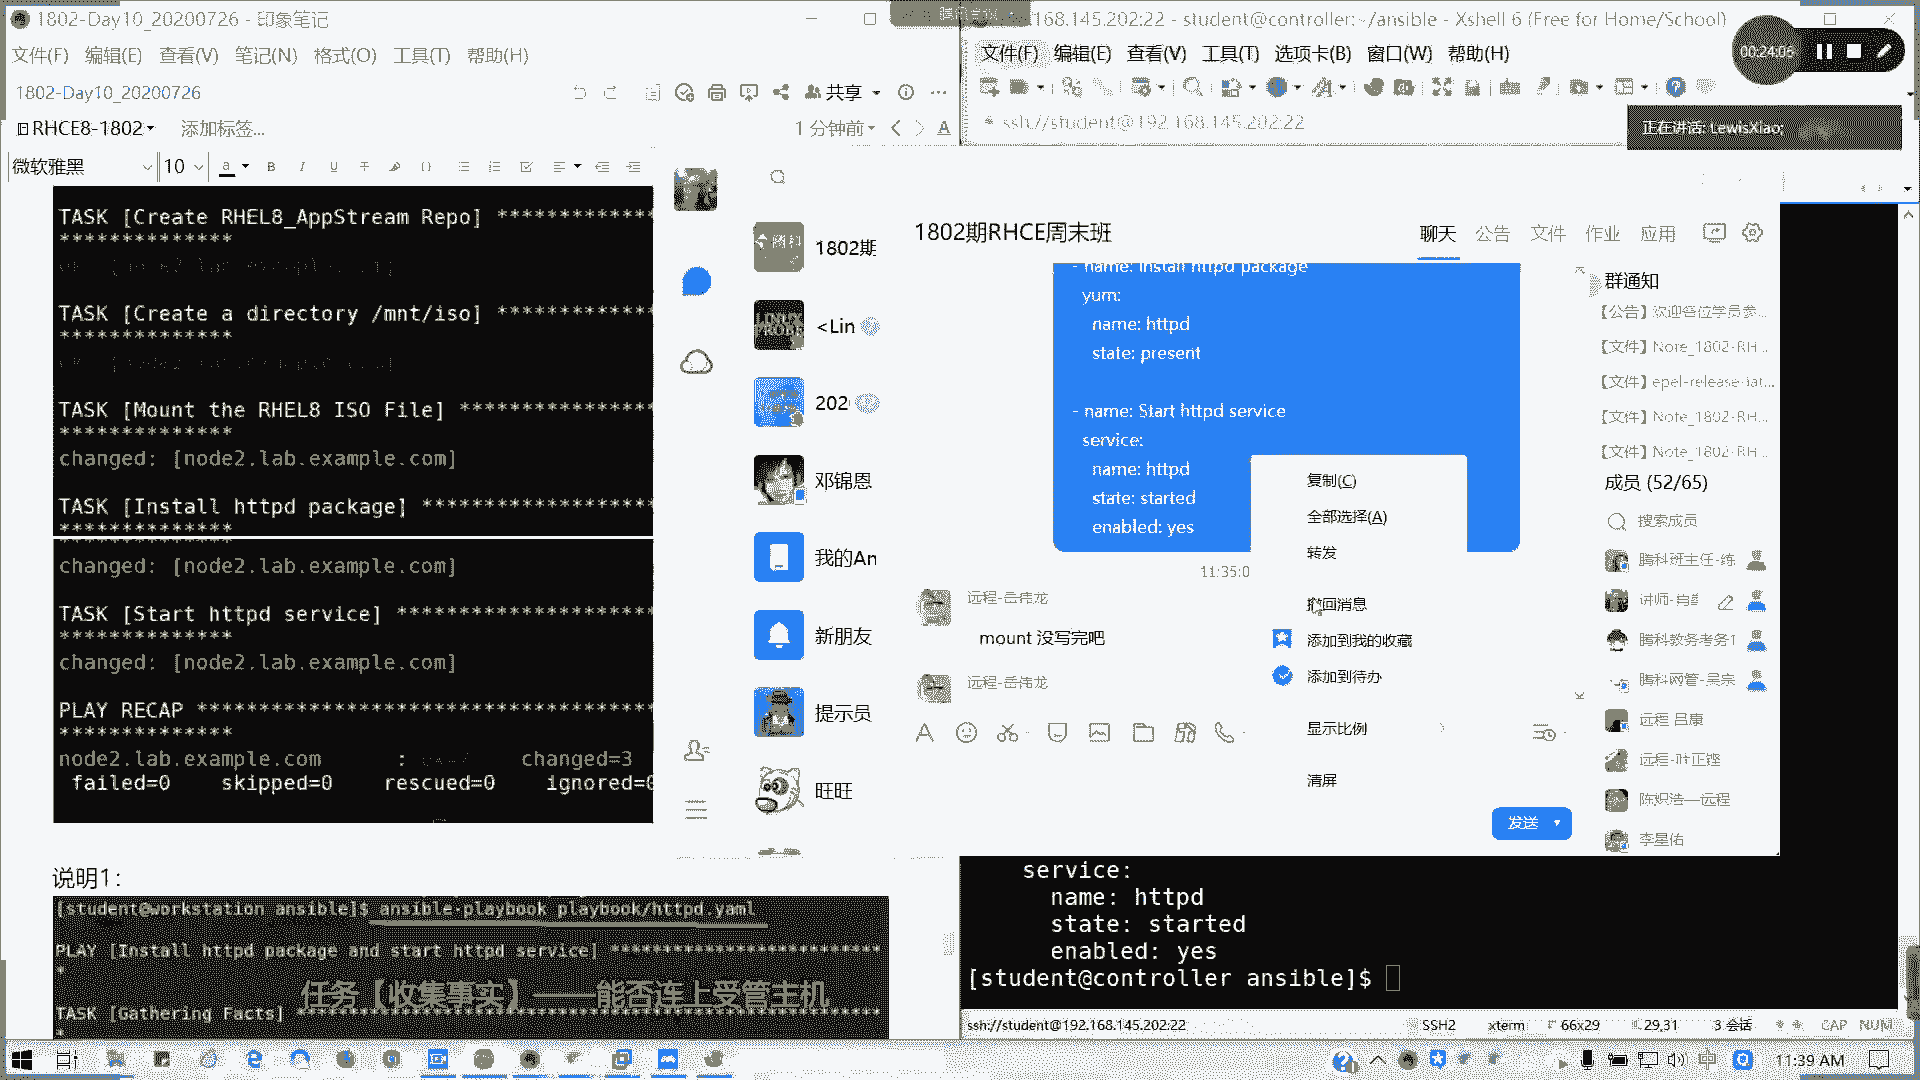 1802-Day10_20200726 - 印象笔记
文件(F) 编辑(E) 查看(V) 笔记(N) 格式(O) 工具(T) 帮助(H)
1802-Day10_20200726
共享
RHCE8-1802
添加标签...
1 分钟前
微软雅黑
10
TASK [Create RHEL8_AppStream Repo] *************
**************
TASK [Create a directory /mnt/iso] *************
**************
TASK [Mount the RHEL8 ISO File] ****************
**************
changed: [node2.lab.example.com]
TASK [Install httpd package] *******************
**************
changed: [node2.lab.example.com]
TASK [Start httpd service] *********************
**************
changed: [node2.lab.example.com]
PLAY RECAP *************************************
**************
node2.lab.example.com : changed=3
failed=0 skipped=0 rescued=0 ignored=0
说明1:
[student@workstation ansible]$ ansible-playbook playbook/httpd.yaml
PLAY [Install httpd package and start httpd service] **************************
*
任务【收集事实】——能否连上受管主机
TASK [Gathering Facts] ***********************************************
*
168.145.202:22 - student@controller:~/ansible - Xshell 6 (Free for Home/School)
文件(F) 编辑(E) 查看(V) 工具(T) 选项卡(B) 窗口(W) 帮助(H)
00:24:06
ssh://student@192.168.145.202:22
正在讲话: LewisXiao;
1802期
<Lin
202
邓锦恩
我的An
新朋友
提示员
旺旺
1802期RHCE周末班
聊天 公告 文件 作业 应用
- name: Install httpd package
yum:
name: httpd
state: present
- name: Start httpd service
service:
name: httpd
state: started
enabled: yes
11:35:0
远程-岳伟龙
mount 没写完吧
远程-岳伟龙
复制(C)
全部选择(A)
转发
撤回消息
添加到我的收藏
添加到待办
显示比例
清屏
发送
群通知
【公告】欢迎各位学员参...
【文件】Note_1802-RH...
【文件】epel-release-lat...
【文件】Note_1802-RH...
【文件】Note_1802-RH...
成员 (52/65)
搜索成员
腾科班主任-练
腾科教务考务1
腾科网管-吴宗
远程 吕康
远程-叶正铿
李星佑
service:
name: httpd
state: started
enabled: yes
[student@controller ansible]$
ssh://student@192.168.145.202:22
SSH2 xterm 66x29 29,31 3 会话 CAP NUM
中
11:39 AM